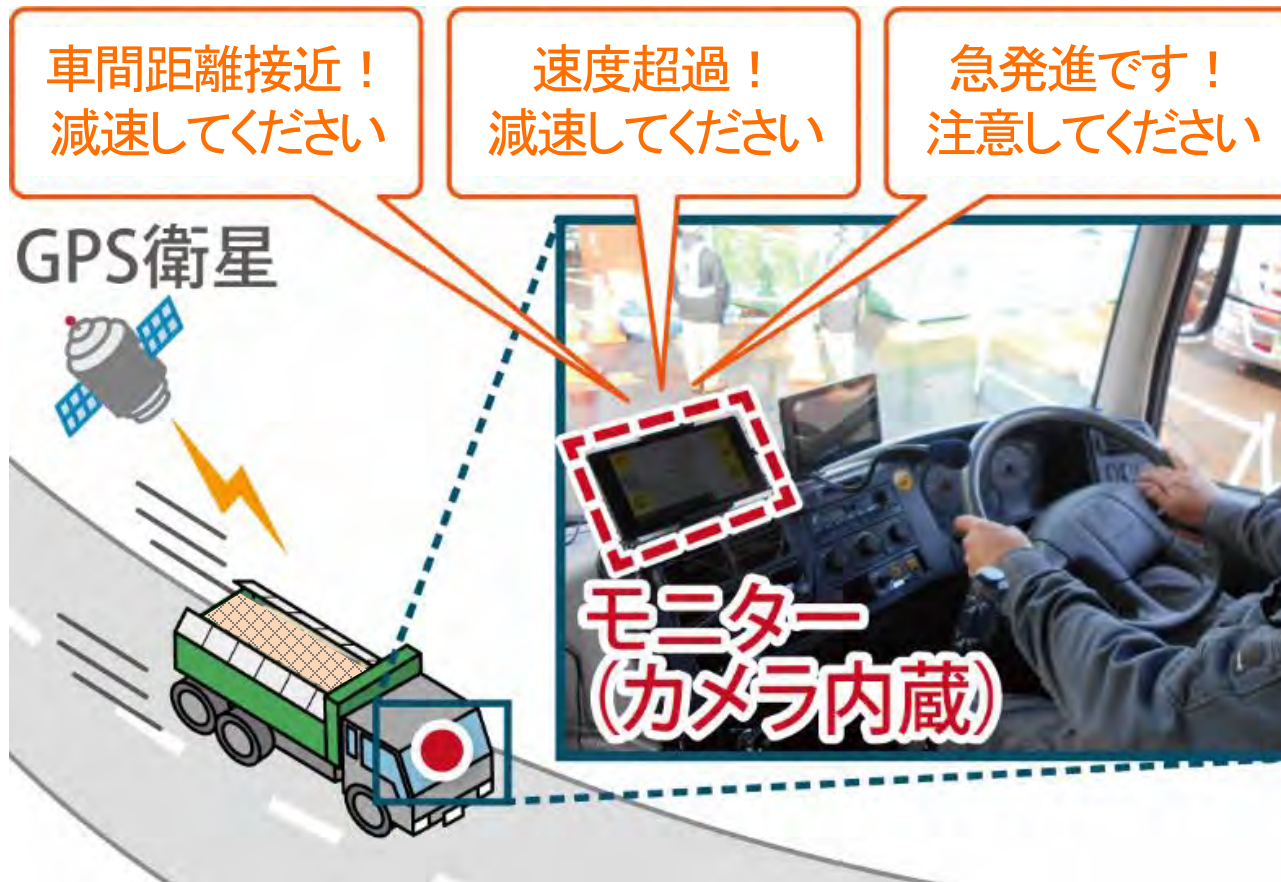 車間距離接近！
減速してください
速度超過！
減速してください
急発進です！
注意してください
GPS衛星
モニター
（カメラ内蔵）